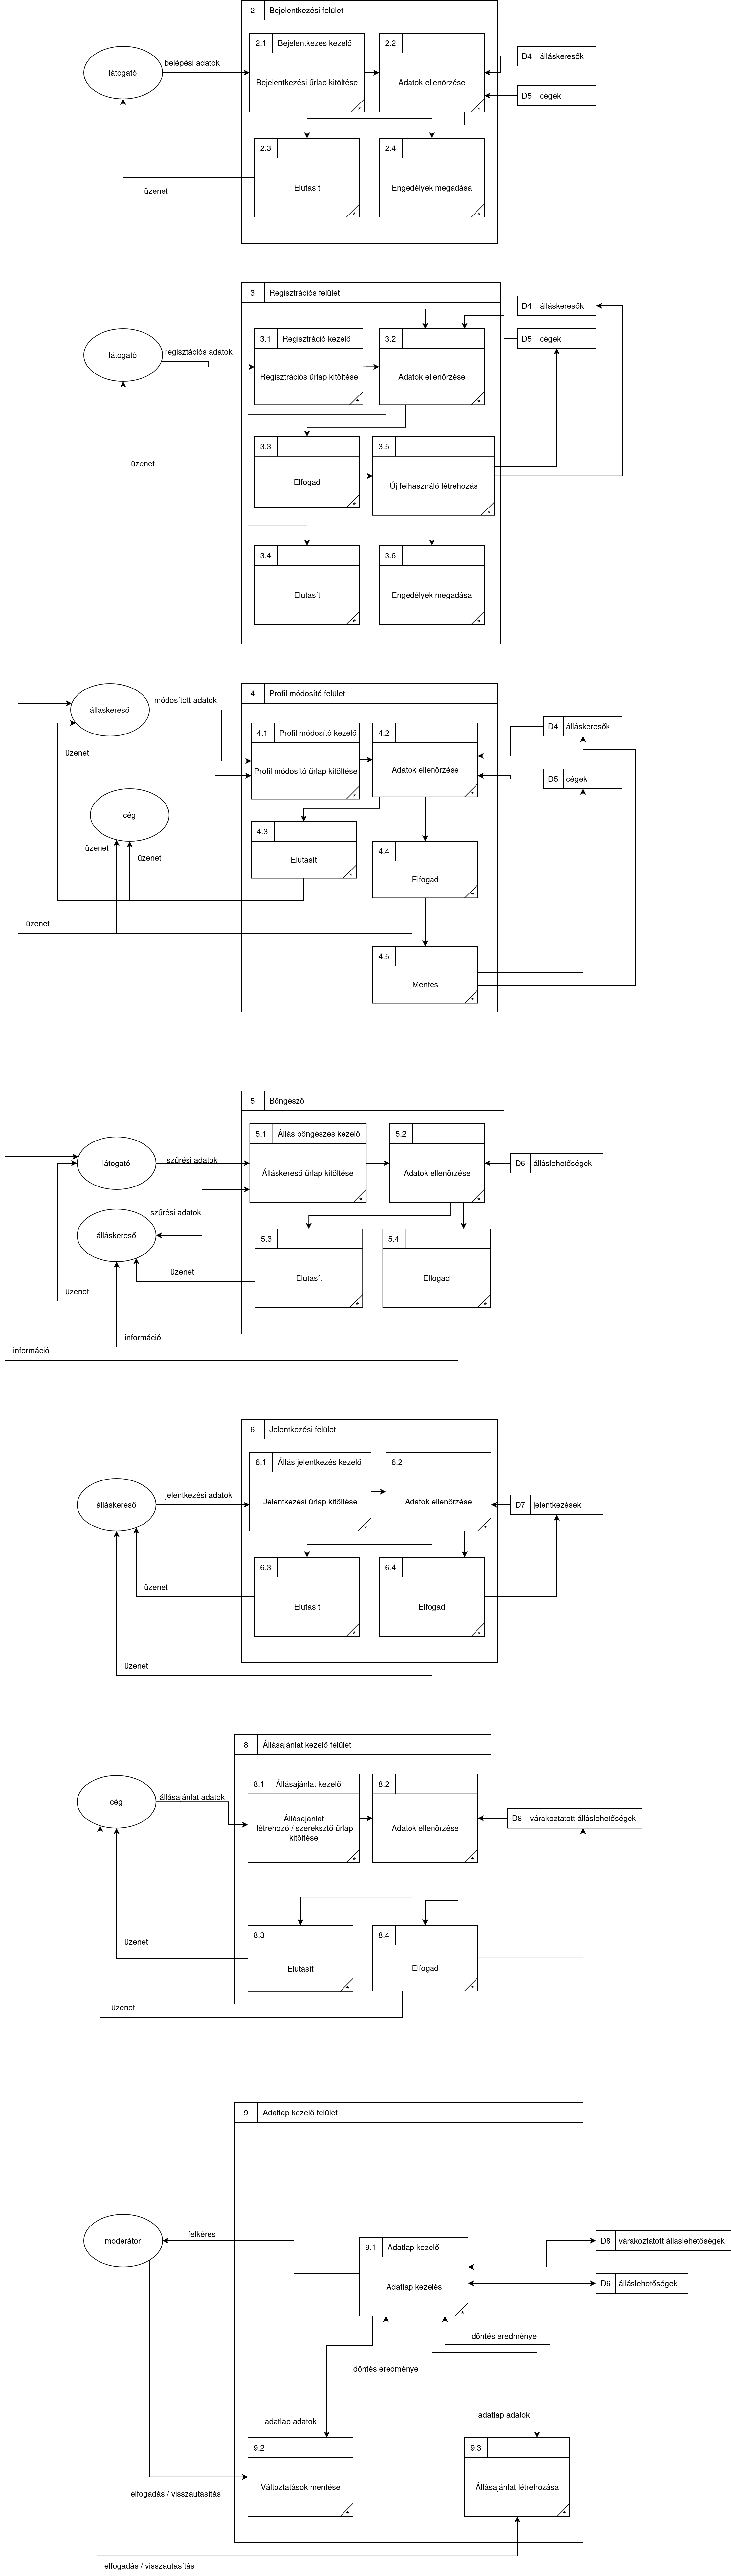 2 Bejelentkezési felület
2.1 Bejelentkezés kezelő
2.2
látogató
belépési adatok
Bejelentkezési űrlap kitöltése
*
Adatok ellenörzése
*
D4 álláskeresők
D5 cégek
2.3
2.4
Elutasít
*
Engedélyek megadása
*
üzenet
3 Regisztrációs felület
D4 álláskeresők
D5 cégek
3.1 Regisztráció kezelő
3.2
látogató
regisztációs adatok
Regisztrációs űrlap kitöltése
*
Adatok ellenörzése
*
3.3
3.5
üzenet
Elfogad
*
Új felhasználó létrehozás
*
3.4
3.6
Elutasít
*
Engedélyek megadása
*
4 Profil módosító felület
álláskereső
módosított adatok
4.1 Profil módosító kezelő
4.2
D4 álláskeresők
üzenet
Profil módosító űrlap kitöltése
*
Adatok ellenörzése
*
D5 cégek
cég
4.3
4.4
üzenet
üzenet
Elutasít
*
Elfogad
*
üzenet
4.5
Mentés
*
5 Böngésző
5.1 Állás böngészés kezelő
5.2
látogató
szűrési adatok
Álláskereső űrlap kitöltése
*
Adatok ellenörzése
*
D6 álláslehetőségek
szűrési adatok
álláskereső
5.3
5.4
üzenet
Elutasít
*
Elfogad
*
üzenet
információ
információ
6 Jelentkezési felület
6.1 Állás jelentkezés kezelő
6.2
álláskereső
jelentkezési adatok
Jelentkezési űrlap kitöltése
*
Adatok ellenörzése
*
D7 jelentkezések
6.3
6.4
üzenet
Elutasít
*
Elfogad
*
üzenet
8 Állásajánlat kezelő felület
8.1 Állásajánlat kezelő
8.2
cég
állásajánlat adatok
Állásajánlat
létrehozó / szereksztő űrlap
kitöltése
*
Adatok ellenörzése
*
D8 várakoztatott álláslehetőségek
8.3
8.4
üzenet
Elutasít
*
Elfogad
*
üzenet
9 Adatlap kezelő felület
moderátor
felkérés
9.1 Adatlap kezelő
Adatlap kezelés
*
D8 várakoztatott álláslehetőségek
D6 álláslehetőségek
döntés eredménye
döntés eredménye
adatlap adatok
adatlap adatok
9.2
9.3
Változtatások mentése
*
Állásajánlat létrehozása
*
elfogadás / visszautasítás
elfogadás / visszautasítás